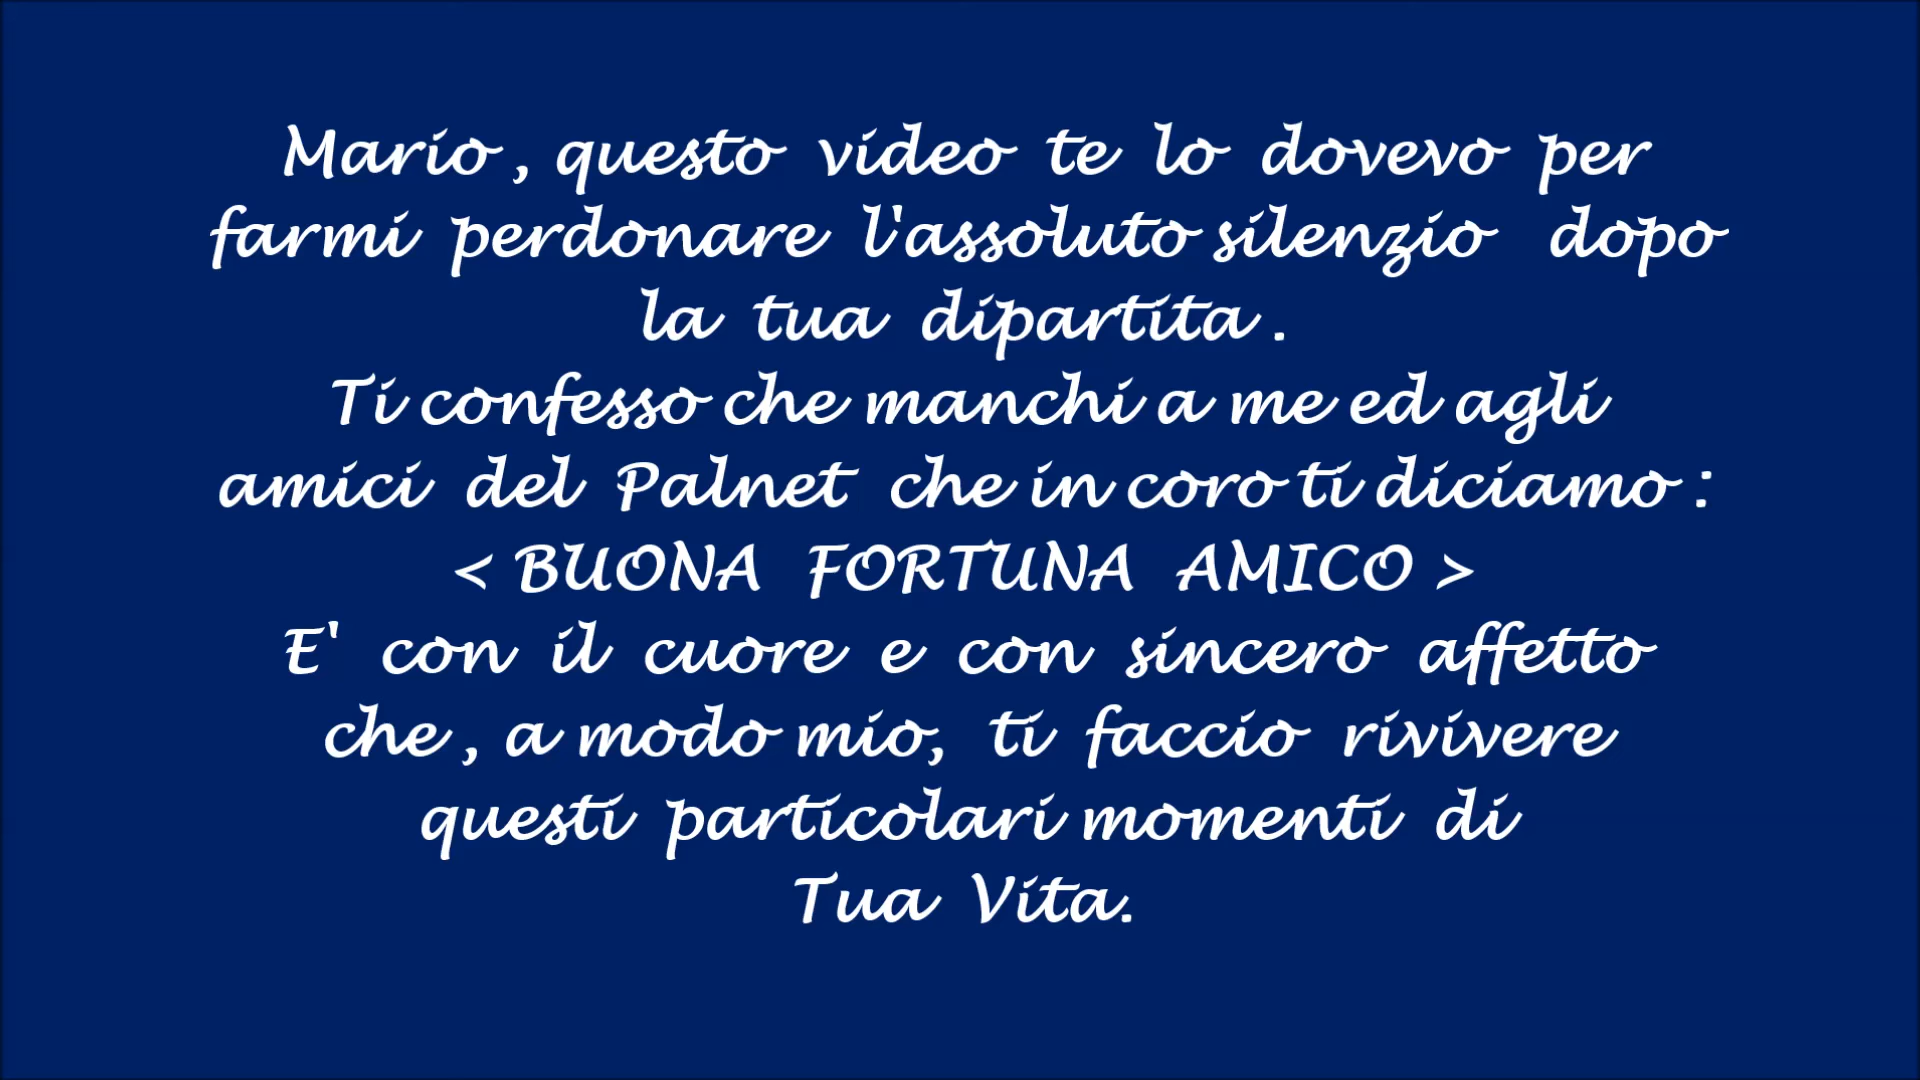 Mario , questo video te lo dovevo per
farmi perdonare l'assoluto silenzio dopo
la tua dipartita .
Ti confesso che manchi a me ed agli
amici del Palnet che in coro ti diciamo :
< BUONA FORTUNA AMICO >
E' con il cuore e con sincero affetto
che , a modo mio, ti faccio rivivere
questi particolari momenti di
Tua Vita.